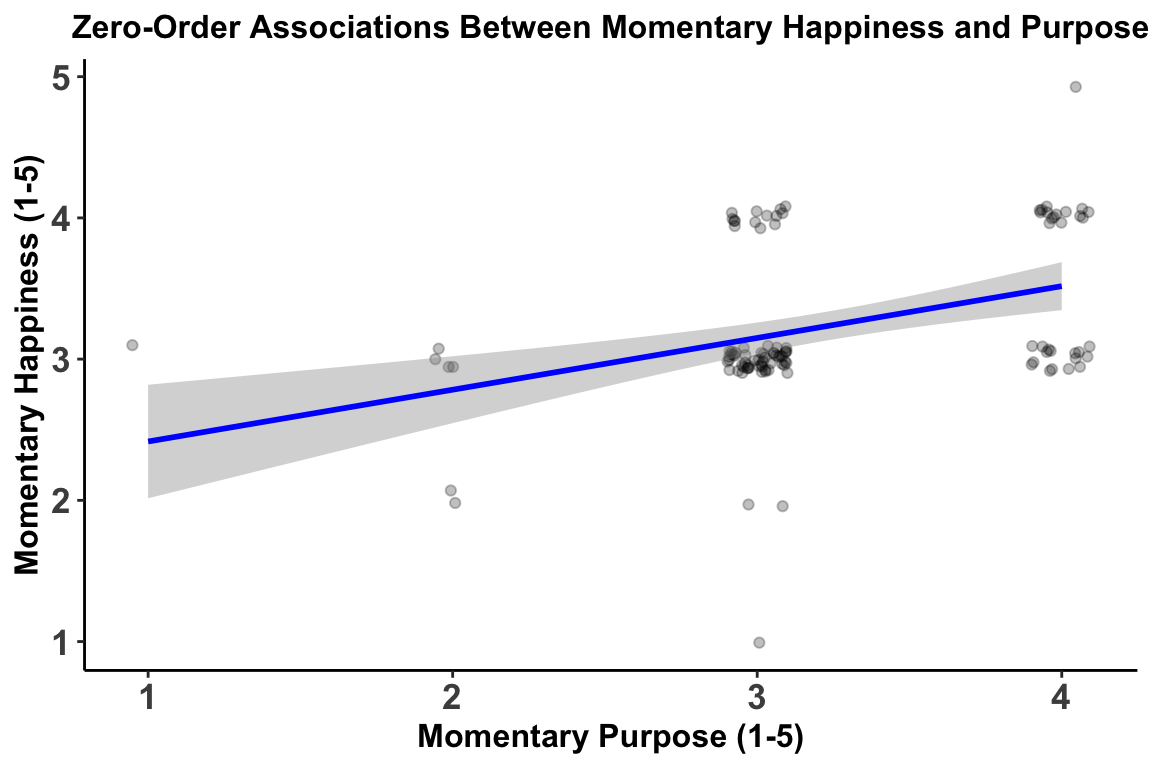 Zero-Order Associations Between Momentary Happiness and Purpose
Momentary Happiness (1-5)
5
4
3
2
1
1 2 3 4
Momentary Purpose (1-5)